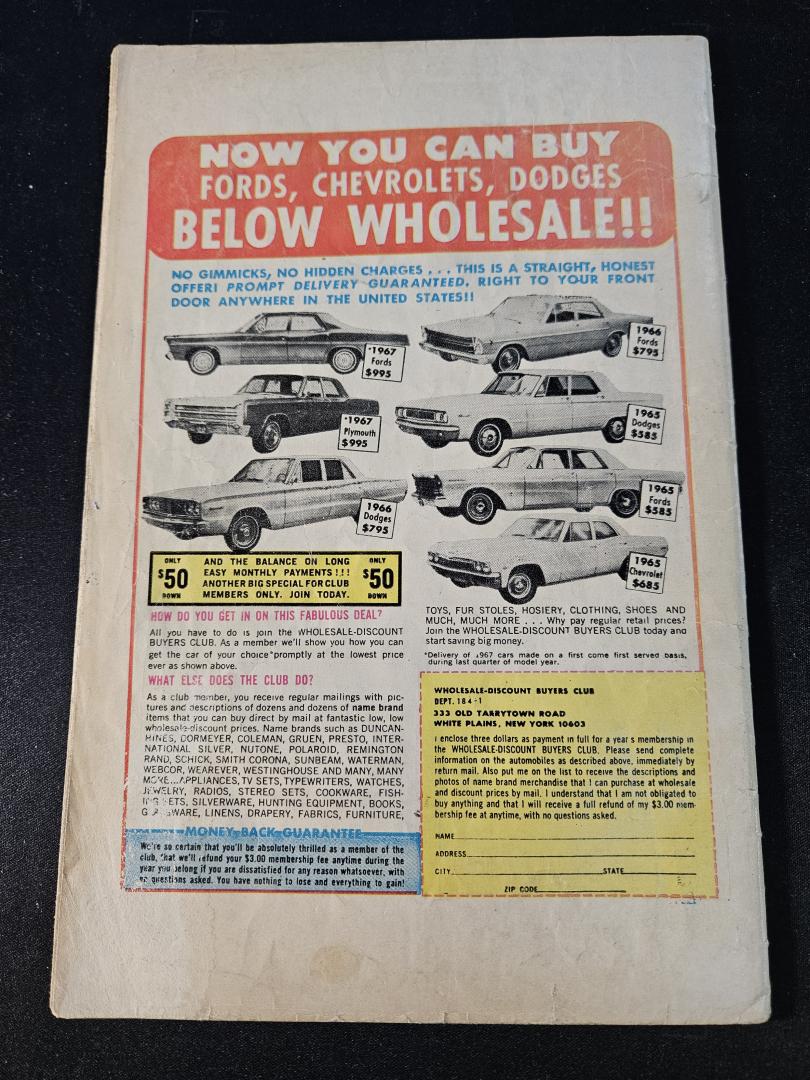 NOW YOU CAN BUY
FORDS, CHEVROLETS, DODGES
BELOW WHOLESALE!!
NO GIMMICKS, NO HIDDEN CHARGES . . . THIS IS A STRAIGHT, HONEST
OFFER! PROMPT DELIVERY GUARANTEED. RIGHT TO YOUR FRONT
DOOR ANYWHERE IN THE UNITED STATES!!
*1967
Fords
$995
1966
Fords
$795
*1967
Plymouth
$995
1965
Dodges
$585
1966
Dodges
$795
1965
Fords
$585
1965
Chevrolet
$685
ONLY
$50
DOWN
AND THE BALANCE ON LONG
EASY MONTHLY PAYMENTS!!!
ANOTHER BIG SPECIAL FOR CLUB
MEMBERS ONLY. JOIN TODAY.
ONLY
$50
DOWN
HOW DO YOU GET IN ON THIS FABULOUS DEAL?
All you have to do is join the WHOLESALE-DISCOUNT
BUYERS CLUB. As a member we'll show you how you can
get the car of your choice*promptly at the lowest price
ever as shown above.
WHAT ELSE DOES THE CLUB DO?
As a club member, you receive regular mailings with pic-
tures and descriptions of dozens and dozens of name brand
items that you can buy direct by mail at fantastic low, low
wholesale-discount prices. Name brands such as DUNCAN-
HINES, DORMEYER, COLEMAN, GRUEN, PRESTO, INTER-
NATIONAL SILVER, NUTONE, POLAROID, REMINGTON
RAND, SCHICK, SMITH CORONA, SUNBEAM, WATERMAN,
WEBCOR, WEAREVER, WESTINGHOUSE AND MANY, MANY
MORE...APPLIANCES, TV SETS, TYPEWRITERS, WATCHES,
JEWELRY, RADIOS, STEREO SETS, COOKWARE, FISH-
ING SETS, SILVERWARE, HUNTING EQUIPMENT, BOOKS,
GLASSWARE, LINENS, DRAPERY, FABRICS, FURNITURE,
TOYS, FUR STOLES, HOSIERY, CLOTHING, SHOES AND
MUCH, MUCH MORE . . . Why pay regular retail prices?
Join the WHOLESALE-DISCOUNT BUYERS CLUB today and
start saving big money.
*Delivery of 1967 cars made on a first come first served basis,
during last quarter of model year.
MONEY BACK GUARANTEE
We're so certain that you'll be absolutely thrilled as a member of the
club, that we'll refund your $3.00 membership fee anytime during the
year you belong if you are dissatisfied for any reason whatsoever, with
no questions asked. You have nothing to lose and everything to gain!
WHOLESALE-DISCOUNT BUYERS CLUB
DEPT. 184-1
333 OLD TARRYTOWN ROAD
WHITE PLAINS, NEW YORK 10603
I enclose three dollars as payment in full for a year s membership in
the WHOLESALE-DISCOUNT BUYERS CLUB. Please send complete
information on the automobiles as described above, immediately by
return mail. Also put me on the list to receive the descriptions and
photos of name brand merchandise that I can purchase at wholesale
and discount prices by mail. I understand that I am not obligated to
buy anything and that I will receive a full refund of my $3.00 mem-
bership fee at anytime, with no questions asked.
NAME
ADDRESS
CITY STATE
ZIP CODE